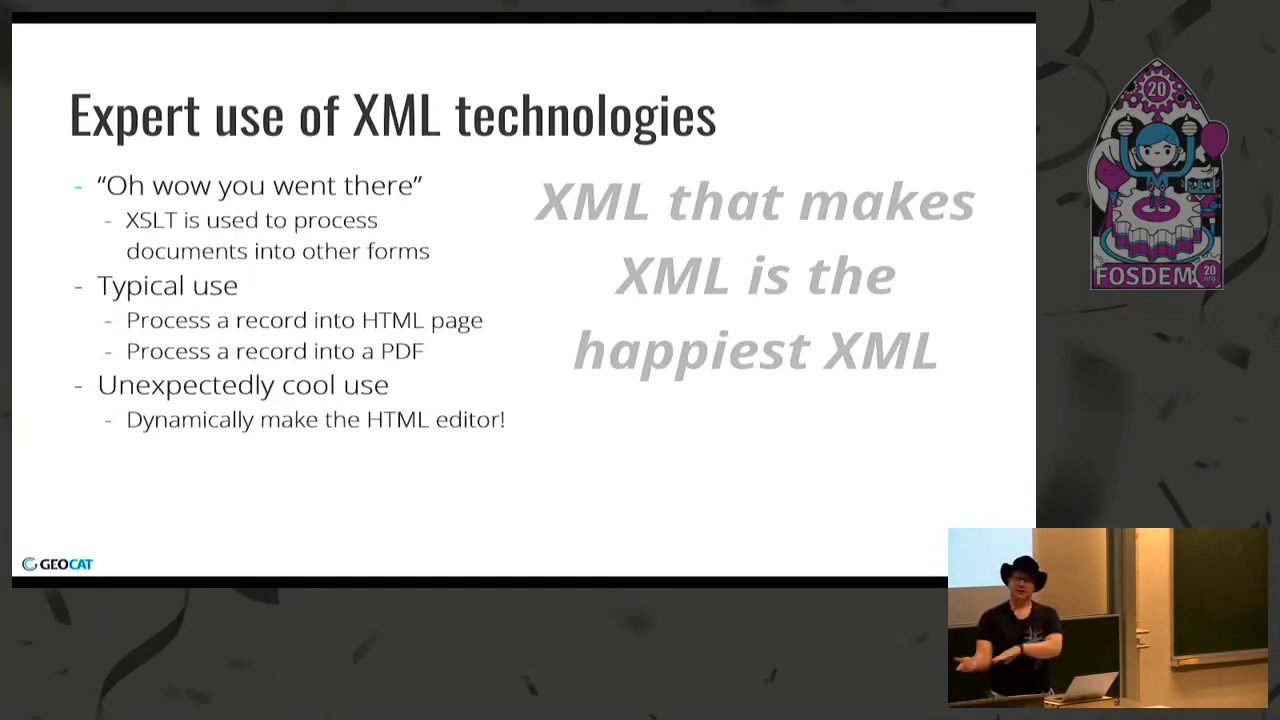 Expert use of XML technologies
- “Oh wow you went there”
- XSLT is used to process
documents into other forms
- Typical use
- Process a record into HTML page
- Process a record into a PDF
- Unexpectedly cool use
- Dynamically make the HTML editor!
XML that makes
XML is the
happiest XML
GEOCAT
20
FOSDEM
20
.org